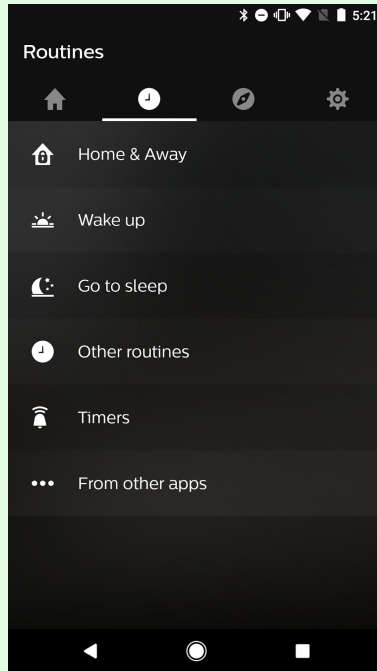 5:21
Routines
Home & Away
Wake up
Go to sleep
Other routines
Timers
From other apps